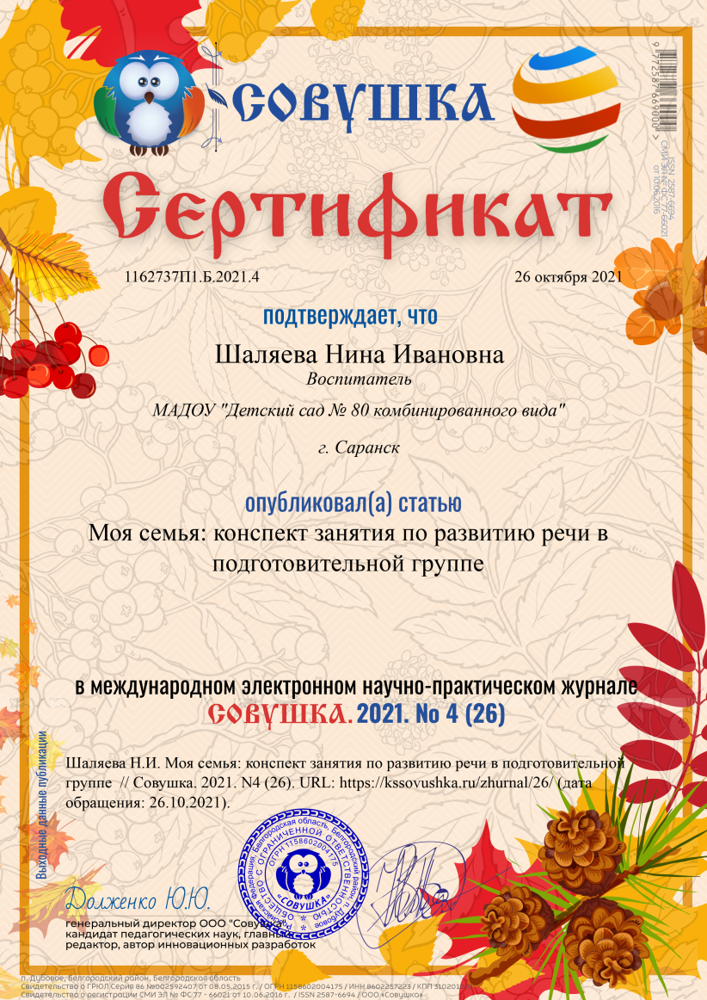 СОВУШКА
9 772587 669000 >
ISSN 2587-6694
СМИ ЭЛ № ФС 77-66021
от 10.06.2016
Сертификат
1162737П1.Б.2021.4
26 октября 2021
подтверждает, что
Шаляева Нина Ивановна
Воспитатель
МАДОУ "Детский сад № 80 комбинированного вида"
г. Саранск
опубликовал(а) статью
Моя семья: конспект занятия по развитию речи в
подготовительной группе
в международном электронном научно-практическом журнале
СОВУШКА. 2021. № 4 (26)
Выходные данные публикации
Шаляева Н.И. Моя семья: конспект занятия по развитию речи в подготовительной
группе // Совушка. 2021. N4 (26). URL: https://kssovushka.ru/zhurnal/26/ (дата
обращения: 26.10.2021).
Российская Федерация, Белгородская область, Белгородский район, п. Дубовое
ОБЩЕСТВО С ОГРАНИЧЕННОЙ ОТВЕТСТВЕННОСТЬЮ
ОГРН 1158602004175
«СОВУШКА»
Долженко Ю.Ю.
генеральный директор ООО "Совушка",
кандидат педагогических наук, главный
редактор, автор инновационных разработок
п. Дубовое, Белгородский район, Белгородская область
Свидетельство о ГРЮЛ Серия 86 №002592407 от 08.05.2015 г. / ОГРН 1158602004175 / ИНН 8602257223 / КПП
Свидетельство о регистрации СМИ ЭЛ № ФС 77 - 66021 от 10.06.2016 г. / ISSN 2587-6694 / ООО «Совушка»